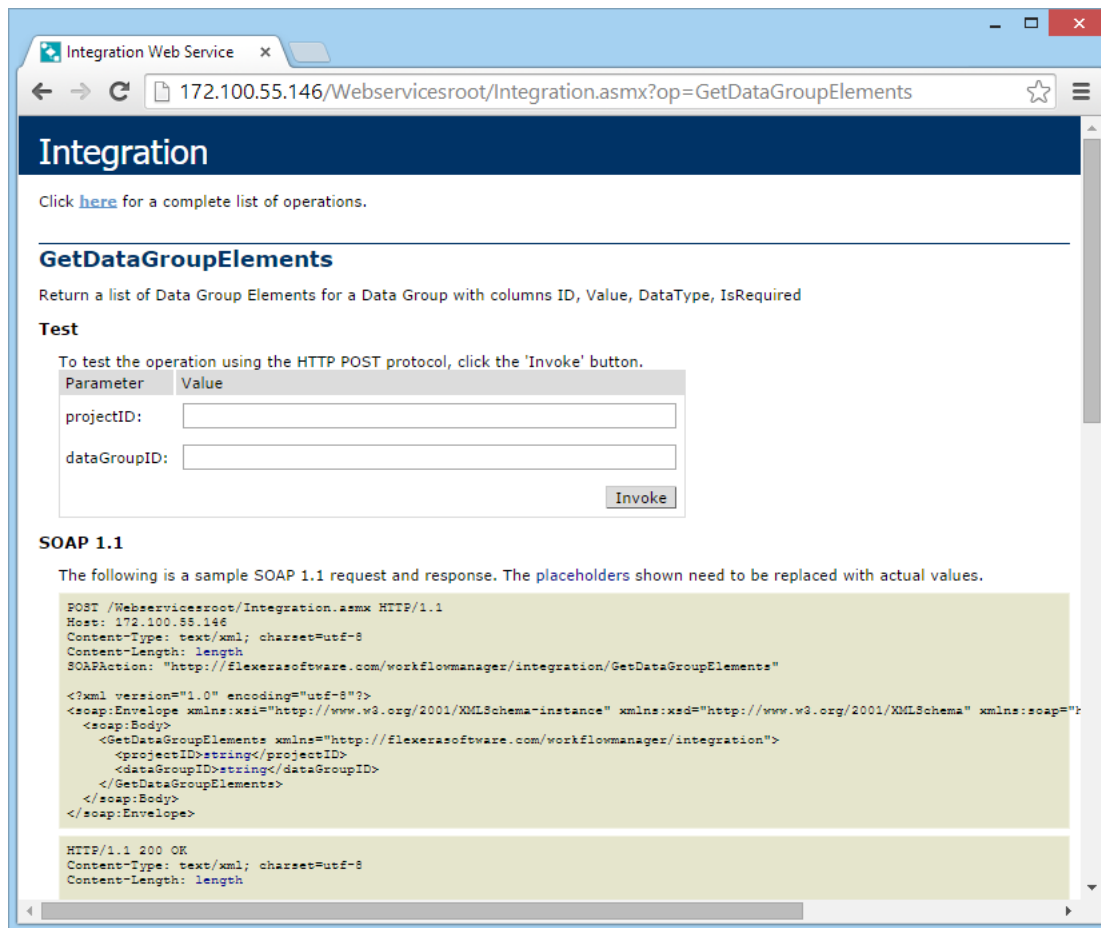 Integration Web Service
172.100.55.146/Webservicesroot/Integration.asmx?op=GetDataGroupElements
Integration
Click here for a complete list of operations.
GetDataGroupElements
Return a list of Data Group Elements for a Data Group with columns ID, Value, DataType, IsRequired
Test
To test the operation using the HTTP POST protocol, click the 'Invoke' button.
Parameter Value
projectID:
dataGroupID:
Invoke
SOAP 1.1
The following is a sample SOAP 1.1 request and response. The placeholders shown need to be replaced with actual values.
POST /Webservicesroot/Integration.asmx HTTP/1.1
Host: 172.100.55.146
Content-Type: text/xml; charset=utf-8
Content-Length: length
SOAPAction: "http://flexerasoftware.com/workflowmanager/integration/GetDataGroupElements"
<?xml version="1.0" encoding="utf-8"?>
<soap:Envelope xmlns:xsi="http://www.w3.org/2001/XMLSchema-instance" xmlns:xsd="http://www.w3.org/2001/XMLSchema" xmlns:soap="h
<soap:Body>
<GetDataGroupElements xmlns="http://flexerasoftware.com/workflowmanager/integration">
<projectID>string</projectID>
<dataGroupID>string</dataGroupID>
</GetDataGroupElements>
</soap:Body>
</soap:Envelope>
HTTP/1.1 200 OK
Content-Type: text/xml; charset=utf-8
Content-Length: length